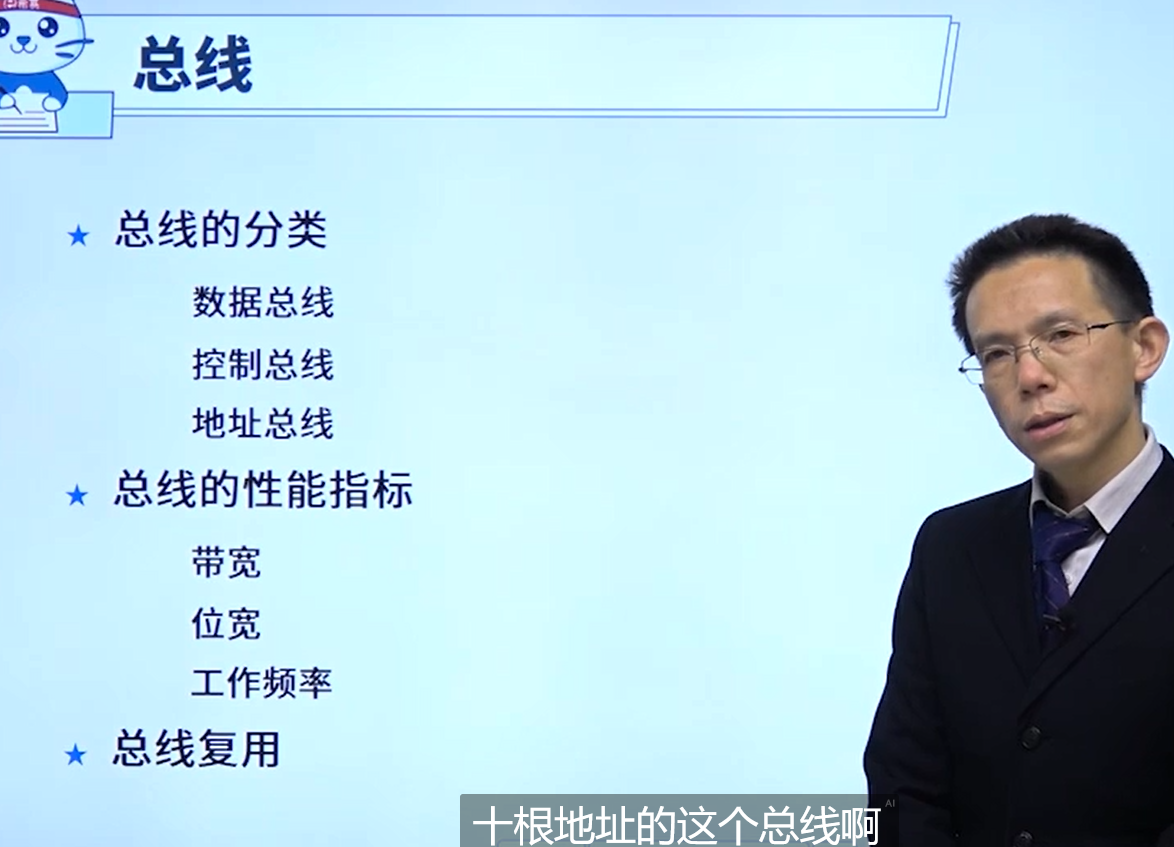 总线
总线的分类
数据总线
控制总线
地址总线
总线的性能指标
带宽
位宽
工作频率
总线复用
十根地址的这个总线啊
AI